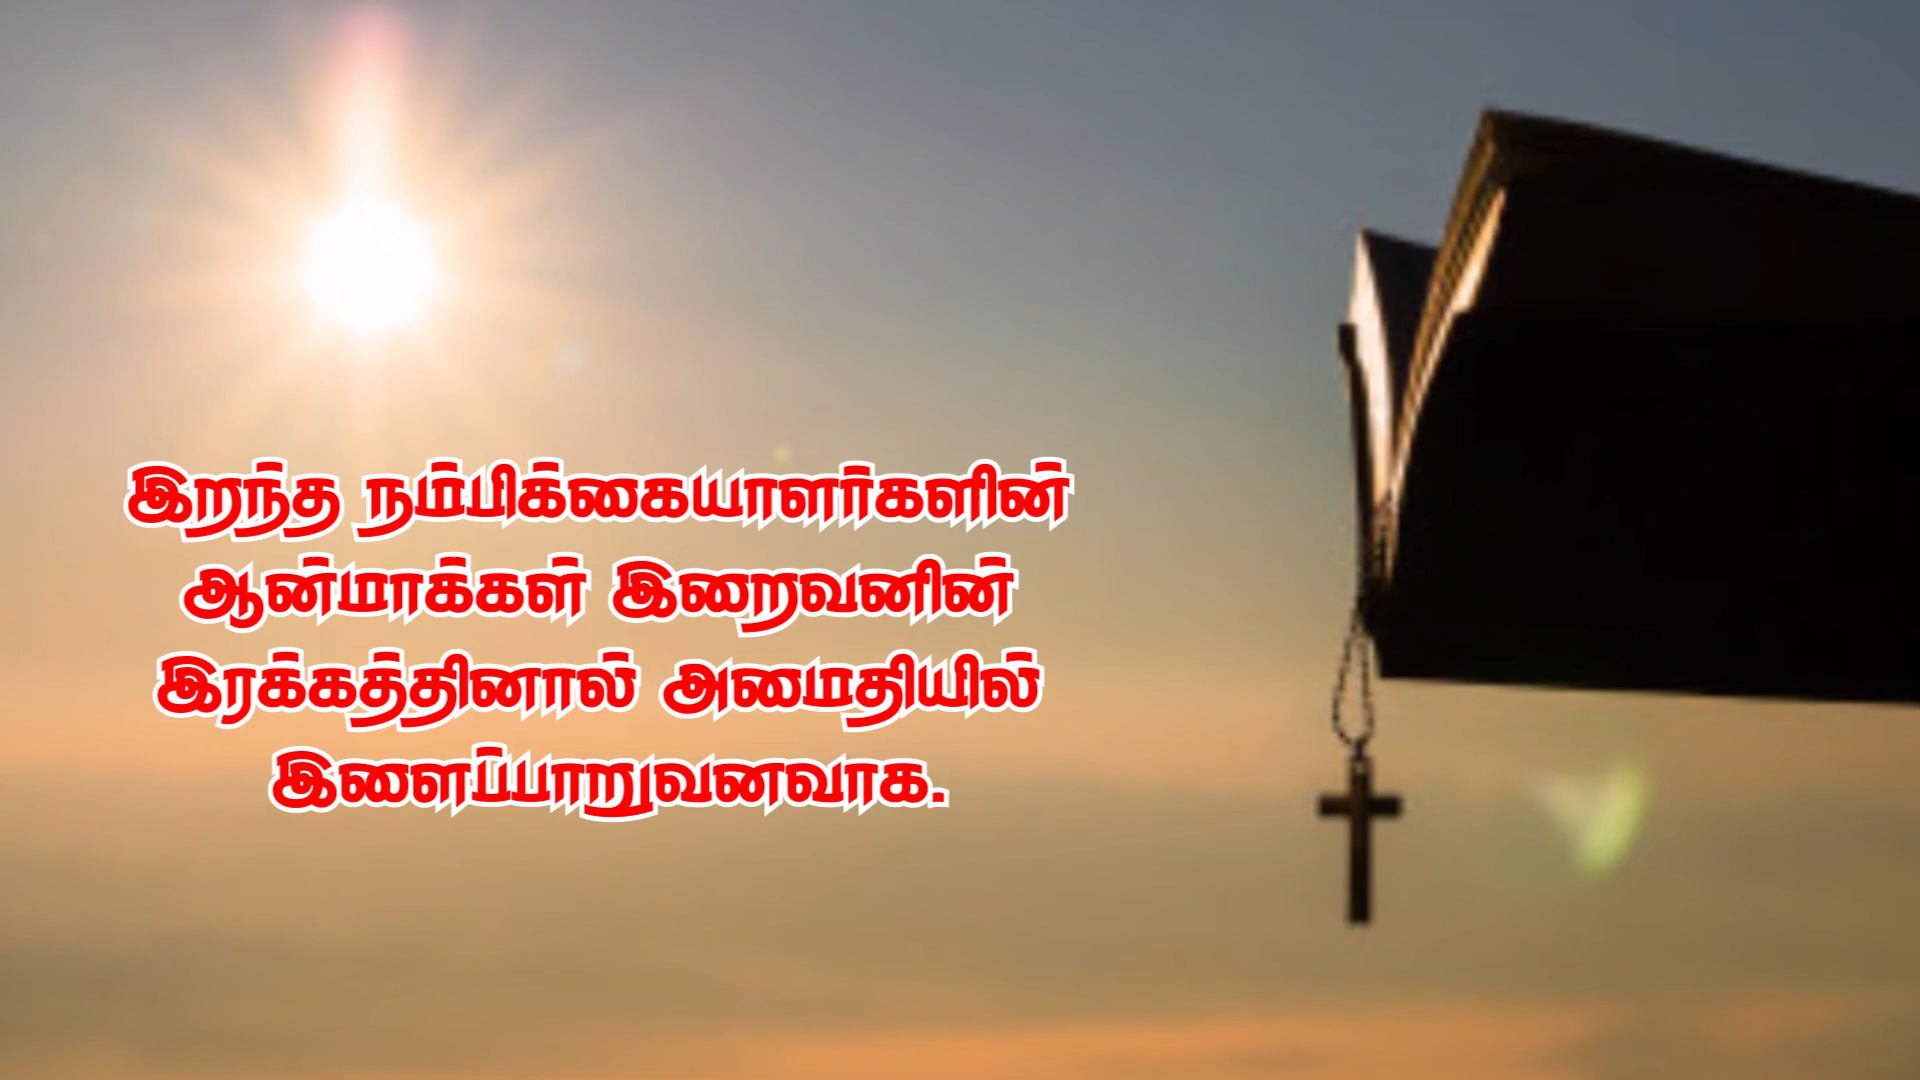 இறந்த நம்பிக்கையாளர்களின்
ஆன்மாக்கள் இறைவனின்
இரக்கத்தினால் அமைதியில்
இளைப்பாறுவனவாக.